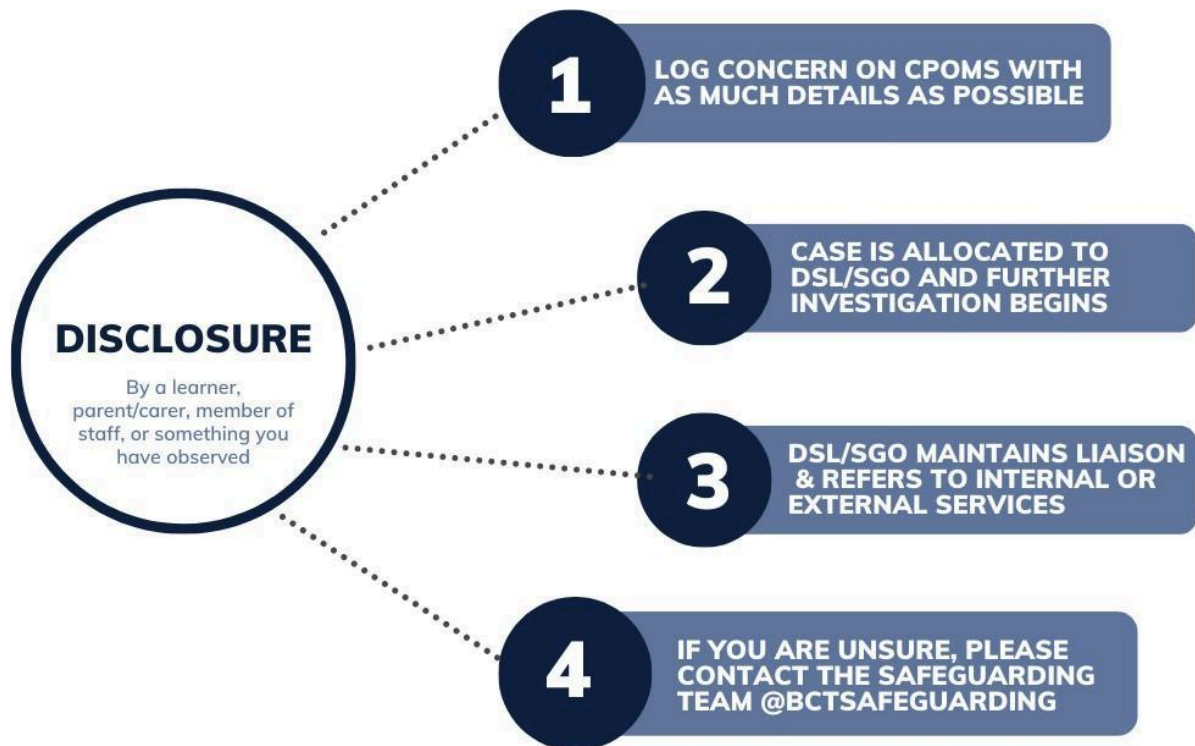 DISCLOSURE
By a learner,
parent/carer, member of
staff, or something you
have observed
1
LOG CONCERN ON CPOMS WITH
AS MUCH DETAILS AS POSSIBLE
2
CASE IS ALLOCATED TO
DSL/SGO AND FURTHER
INVESTIGATION BEGINS
3
DSL/SGO MAINTAINS LIAISON
& REFERS TO INTERNAL OR
EXTERNAL SERVICES
4
IF YOU ARE UNSURE, PLEASE
CONTACT THE SAFEGUARDING
TEAM @BCTSAFEGUARDING